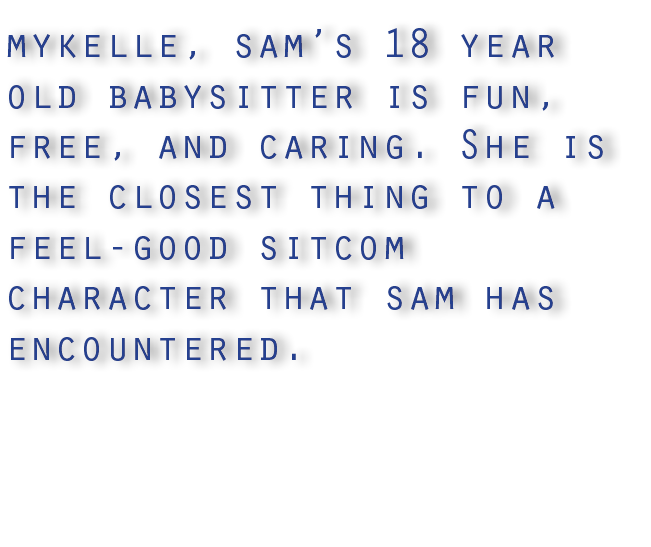 mykelle, sam's 18 year
old babysitter is fun,
free, and caring. She is
the closest thing to a
feel-good sitcom
character that sam has
encountered.